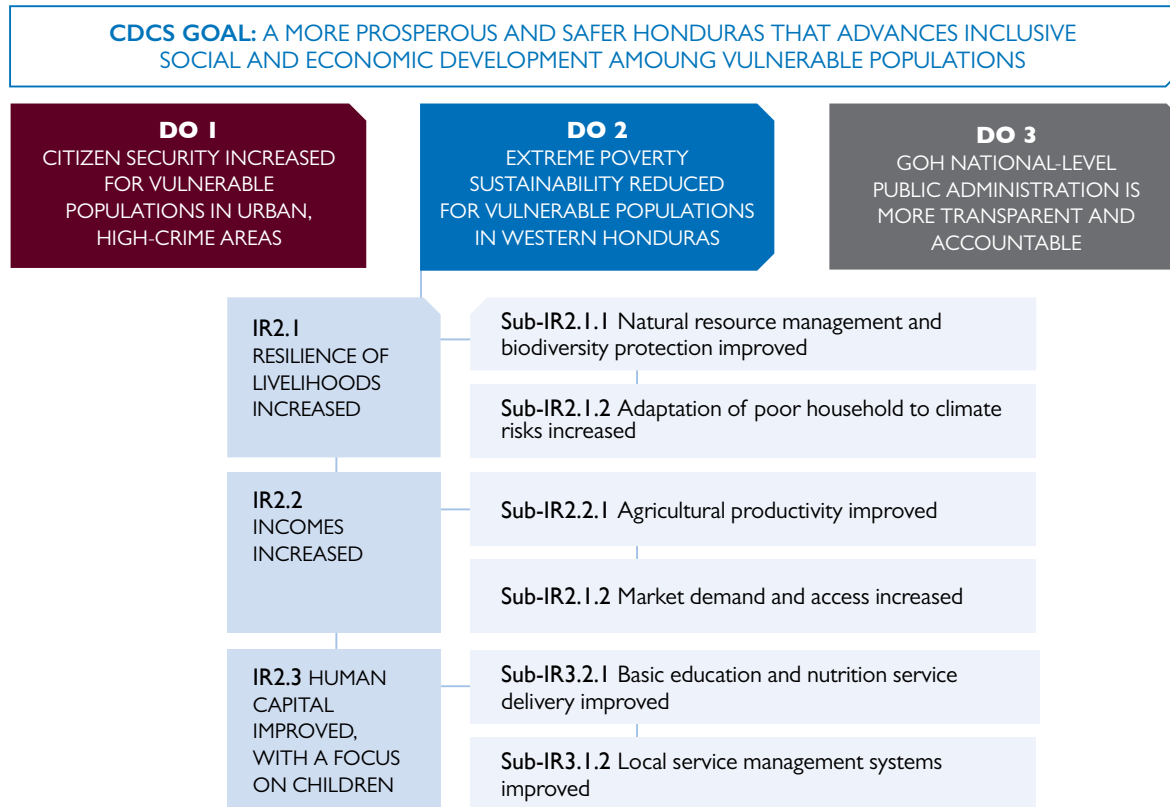 CDCS GOAL: A MORE PROSPEROUS AND SAFER HONDURAS THAT ADVANCES INCLUSIVE
SOCIAL AND ECONOMIC DEVELOPMENT AMOUNG VULNERABLE POPULATIONS
DO 1
CITIZEN SECURITY INCREASED
FOR VULNERABLE
POPULATIONS IN URBAN,
HIGH-CRIME AREAS
DO 2
EXTREME POVERTY
SUSTAINABILITY REDUCED
FOR VULNERABLE POPULATIONS
IN WESTERN HONDURAS
DO 3
GOH NATIONAL-LEVEL
PUBLIC ADMINISTRATION IS
MORE TRANSPARENT AND
ACCOUNTABLE
IR2.1
RESILIENCE OF
LIVELIHOODS
INCREASED
Sub-IR2.1.1 Natural resource management and
biodiversity protection improved
Sub-IR2.1.2 Adaptation of poor household to climate
risks increased
IR2.2
INCOMES
INCREASED
Sub-IR2.2.1 Agricultural productivity improved
Sub-IR2.1.2 Market demand and access increased
IR2.3 HUMAN
CAPITAL
IMPROVED,
WITH A FOCUS
ON CHILDREN
Sub-IR3.2.1 Basic education and nutrition service
delivery improved
Sub-IR3.1.2 Local service management systems
improved